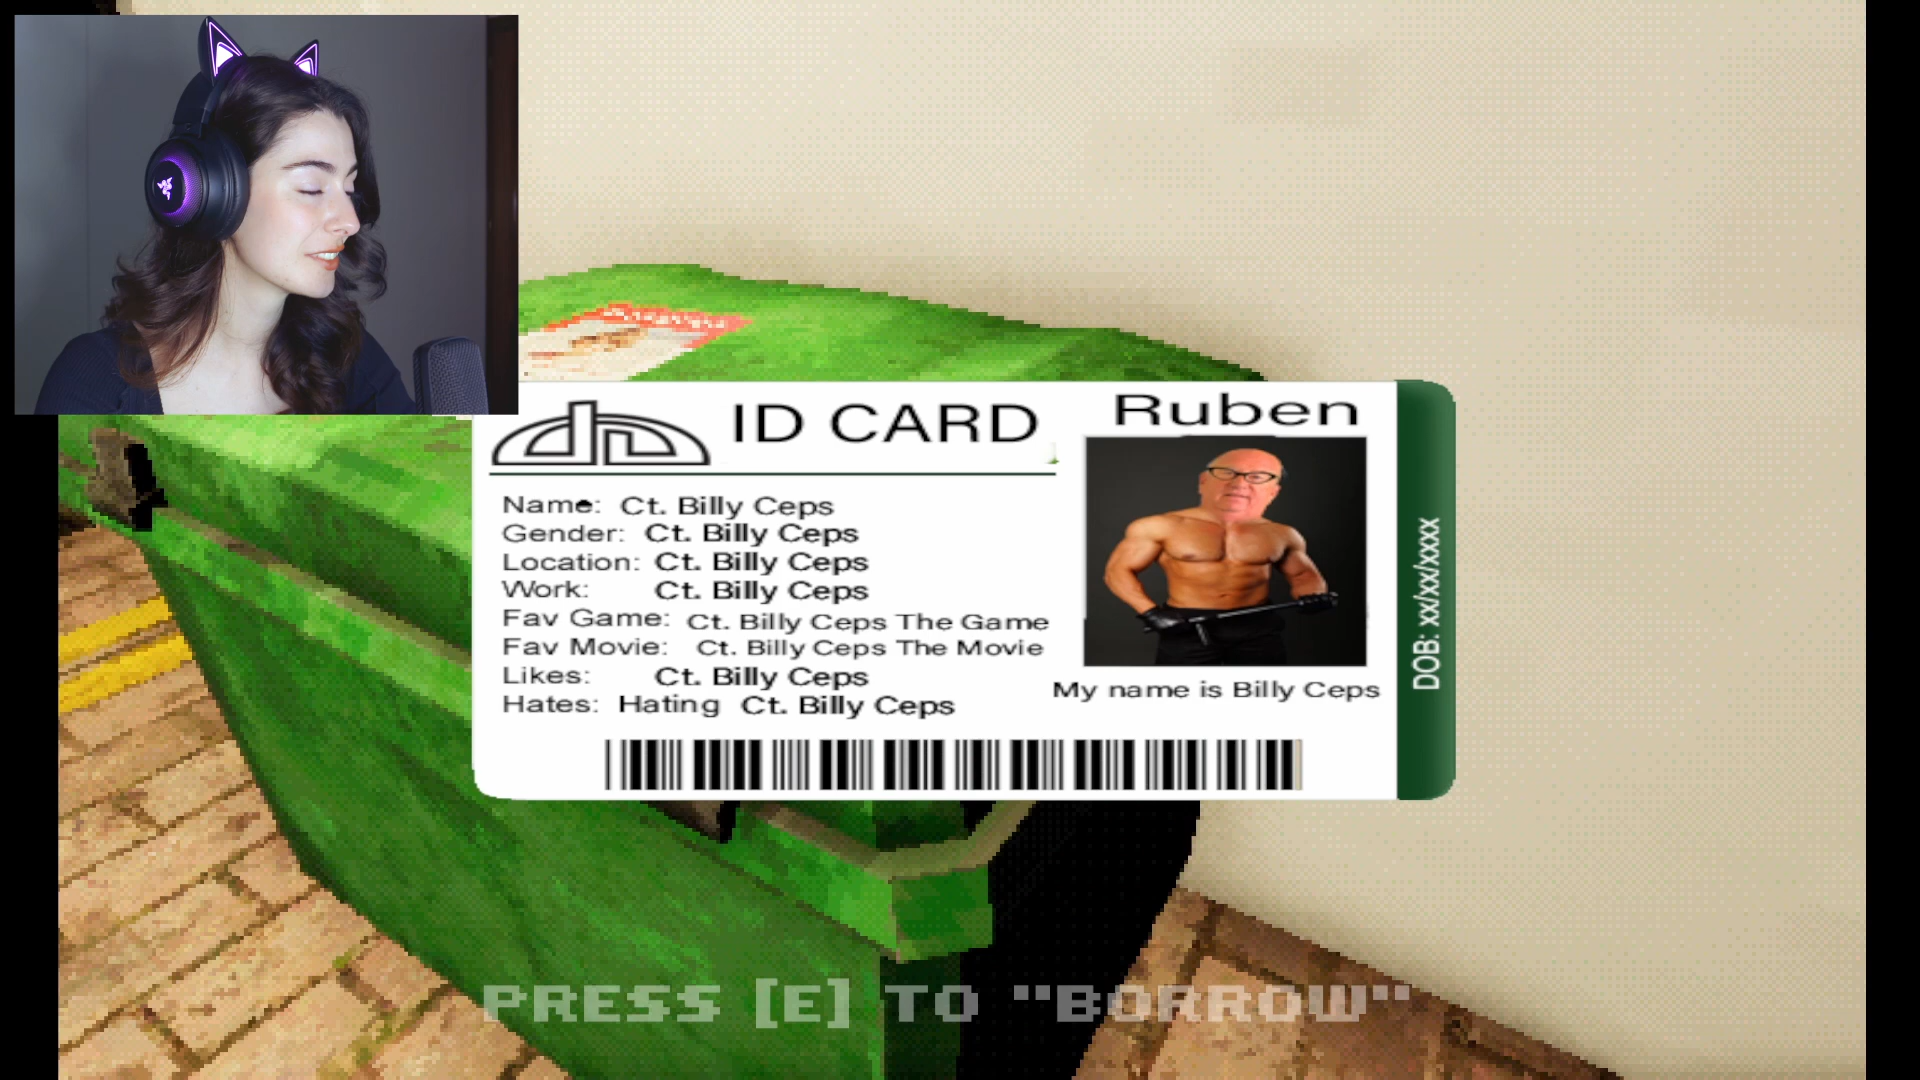 ID CARD
Ruben
Name: Ct. Billy Ceps
Gender: Ct. Billy Ceps
Location: Ct. Billy Ceps
Work: Ct. Billy Ceps
Fav Game: Ct. Billy Ceps The Game
Fav Movie: Ct. Billy Ceps The Movie
Likes: Ct. Billy Ceps
Hates: Hating Ct. Billy Ceps
My name is Billy Ceps
DOB: xx/xx/xxxx
PRESS [E] TO "BORROW"